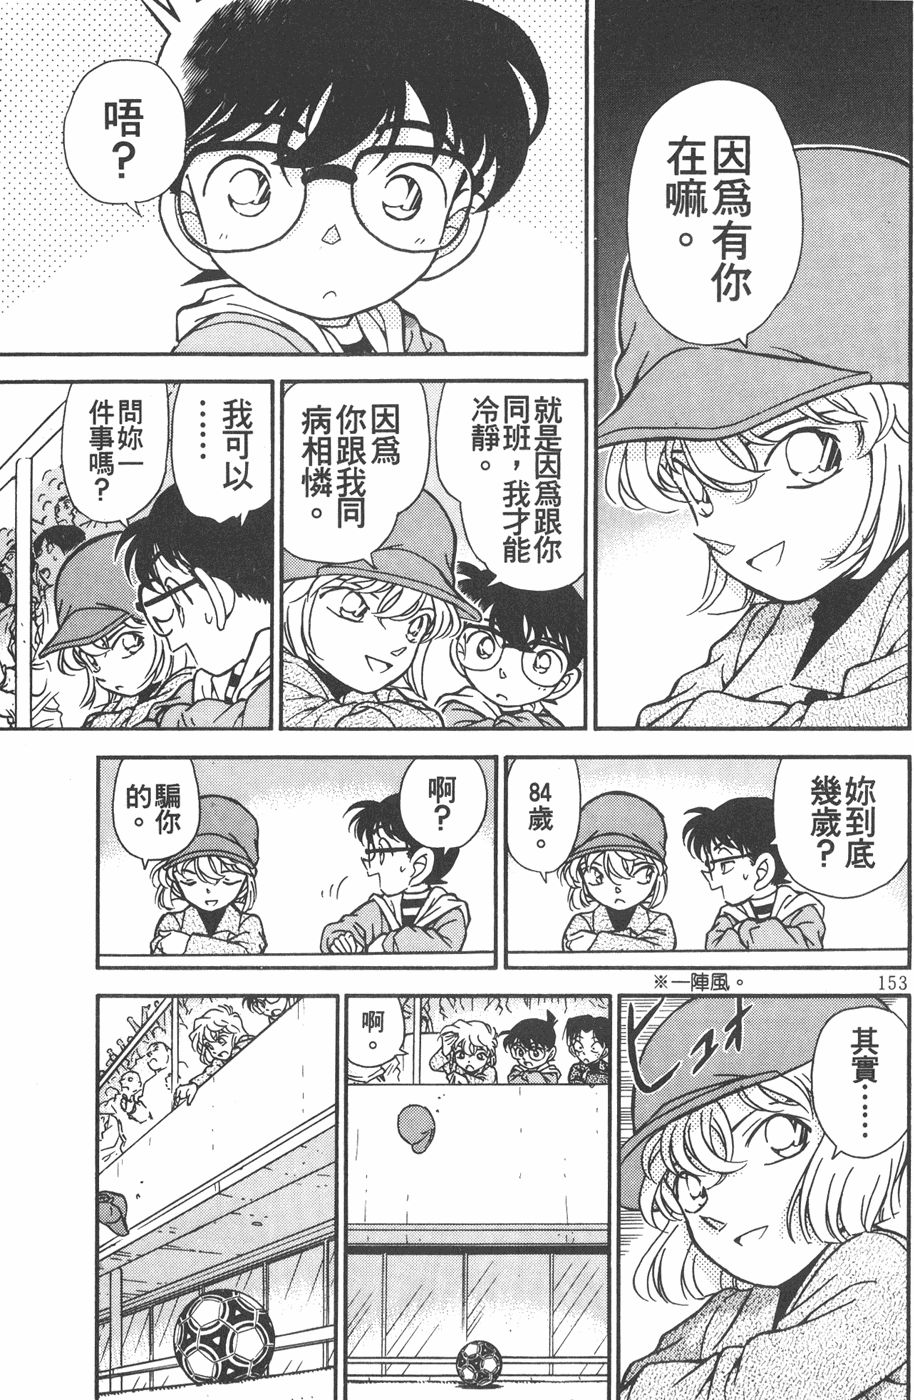 因爲有你
在嘛。
唔？
就是因爲跟你
同班，我才能
冷靜。
因爲
你跟我同
病相憐。
我可以
……
問妳一
件事嗎？
妳到底
幾歲？
84歲。
啊？
騙你
的。
153
※一陣風。
其實……
ヒュオ
啊。